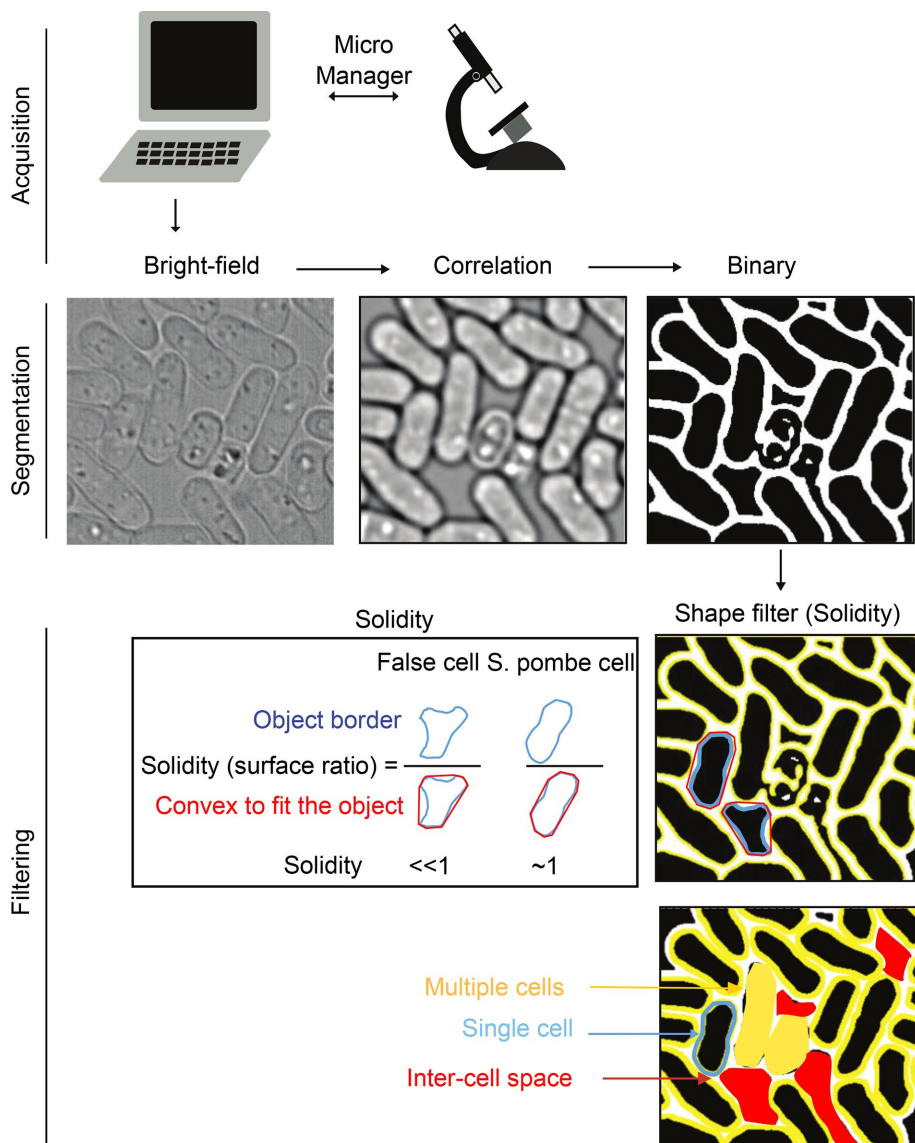 Acquisition
Micro
Manager
Bright-field
Correlation
Binary
Segmentation
Shape filter (Solidity)
Filtering
Solidity
False cell S. pombe cell
Object border
Solidity (surface ratio) =
Convex to fit the object
Solidity <<1 ~1
Multiple cells
Single cell
Inter-cell space